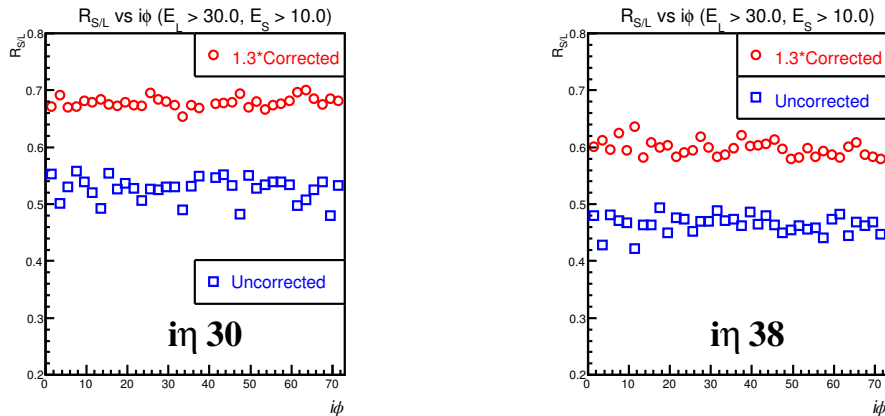 R_S/L vs iϕ (E_L > 30.0, E_S > 10.0)
R_S/L
0.8
0.7
0.6
0.5
0.4
0.3
0.2
1.3*Corrected
Uncorrected
iη 30
0 10 20 30 40 50 60 70
iϕ
R_S/L vs iϕ (E_L > 30.0, E_S > 10.0)
R_S/L
0.8
0.7
0.6
0.5
0.4
0.3
0.2
1.3*Corrected
Uncorrected
iη 38
0 10 20 30 40 50 60 70
iϕ